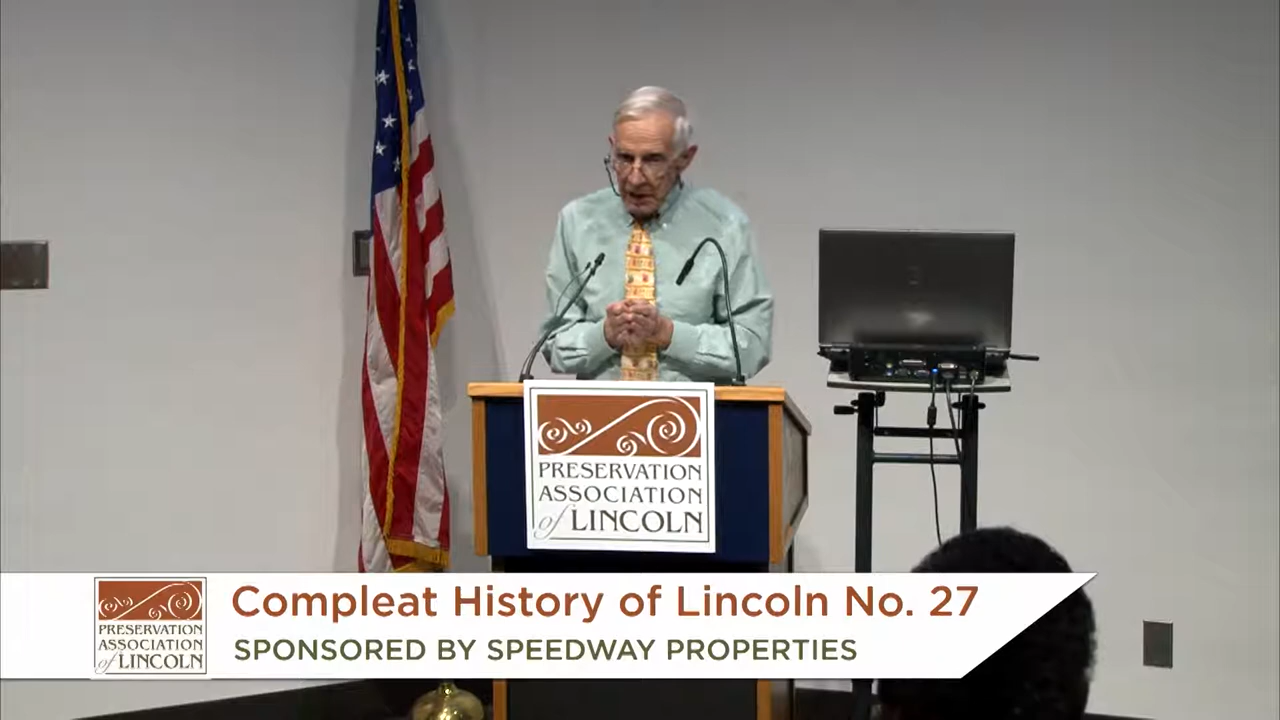 PRESERVATION
ASSOCIATION
of LINCOLN
PRESERVATION
ASSOCIATION
of LINCOLN
Compleat History of Lincoln No. 27
SPONSORED BY SPEEDWAY PROPERTIES